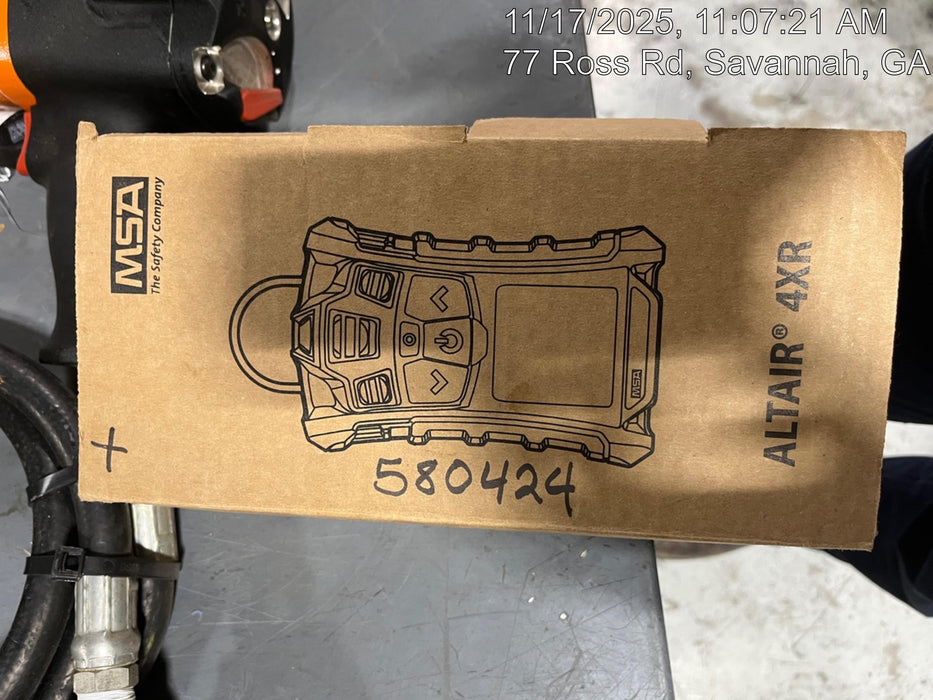 11/17/2025, 11:07:21 AM
77 Ross Rd, Savannah, GA
MSA
The Safety Company
ALTAIR® 4XR
MSA
580424
+